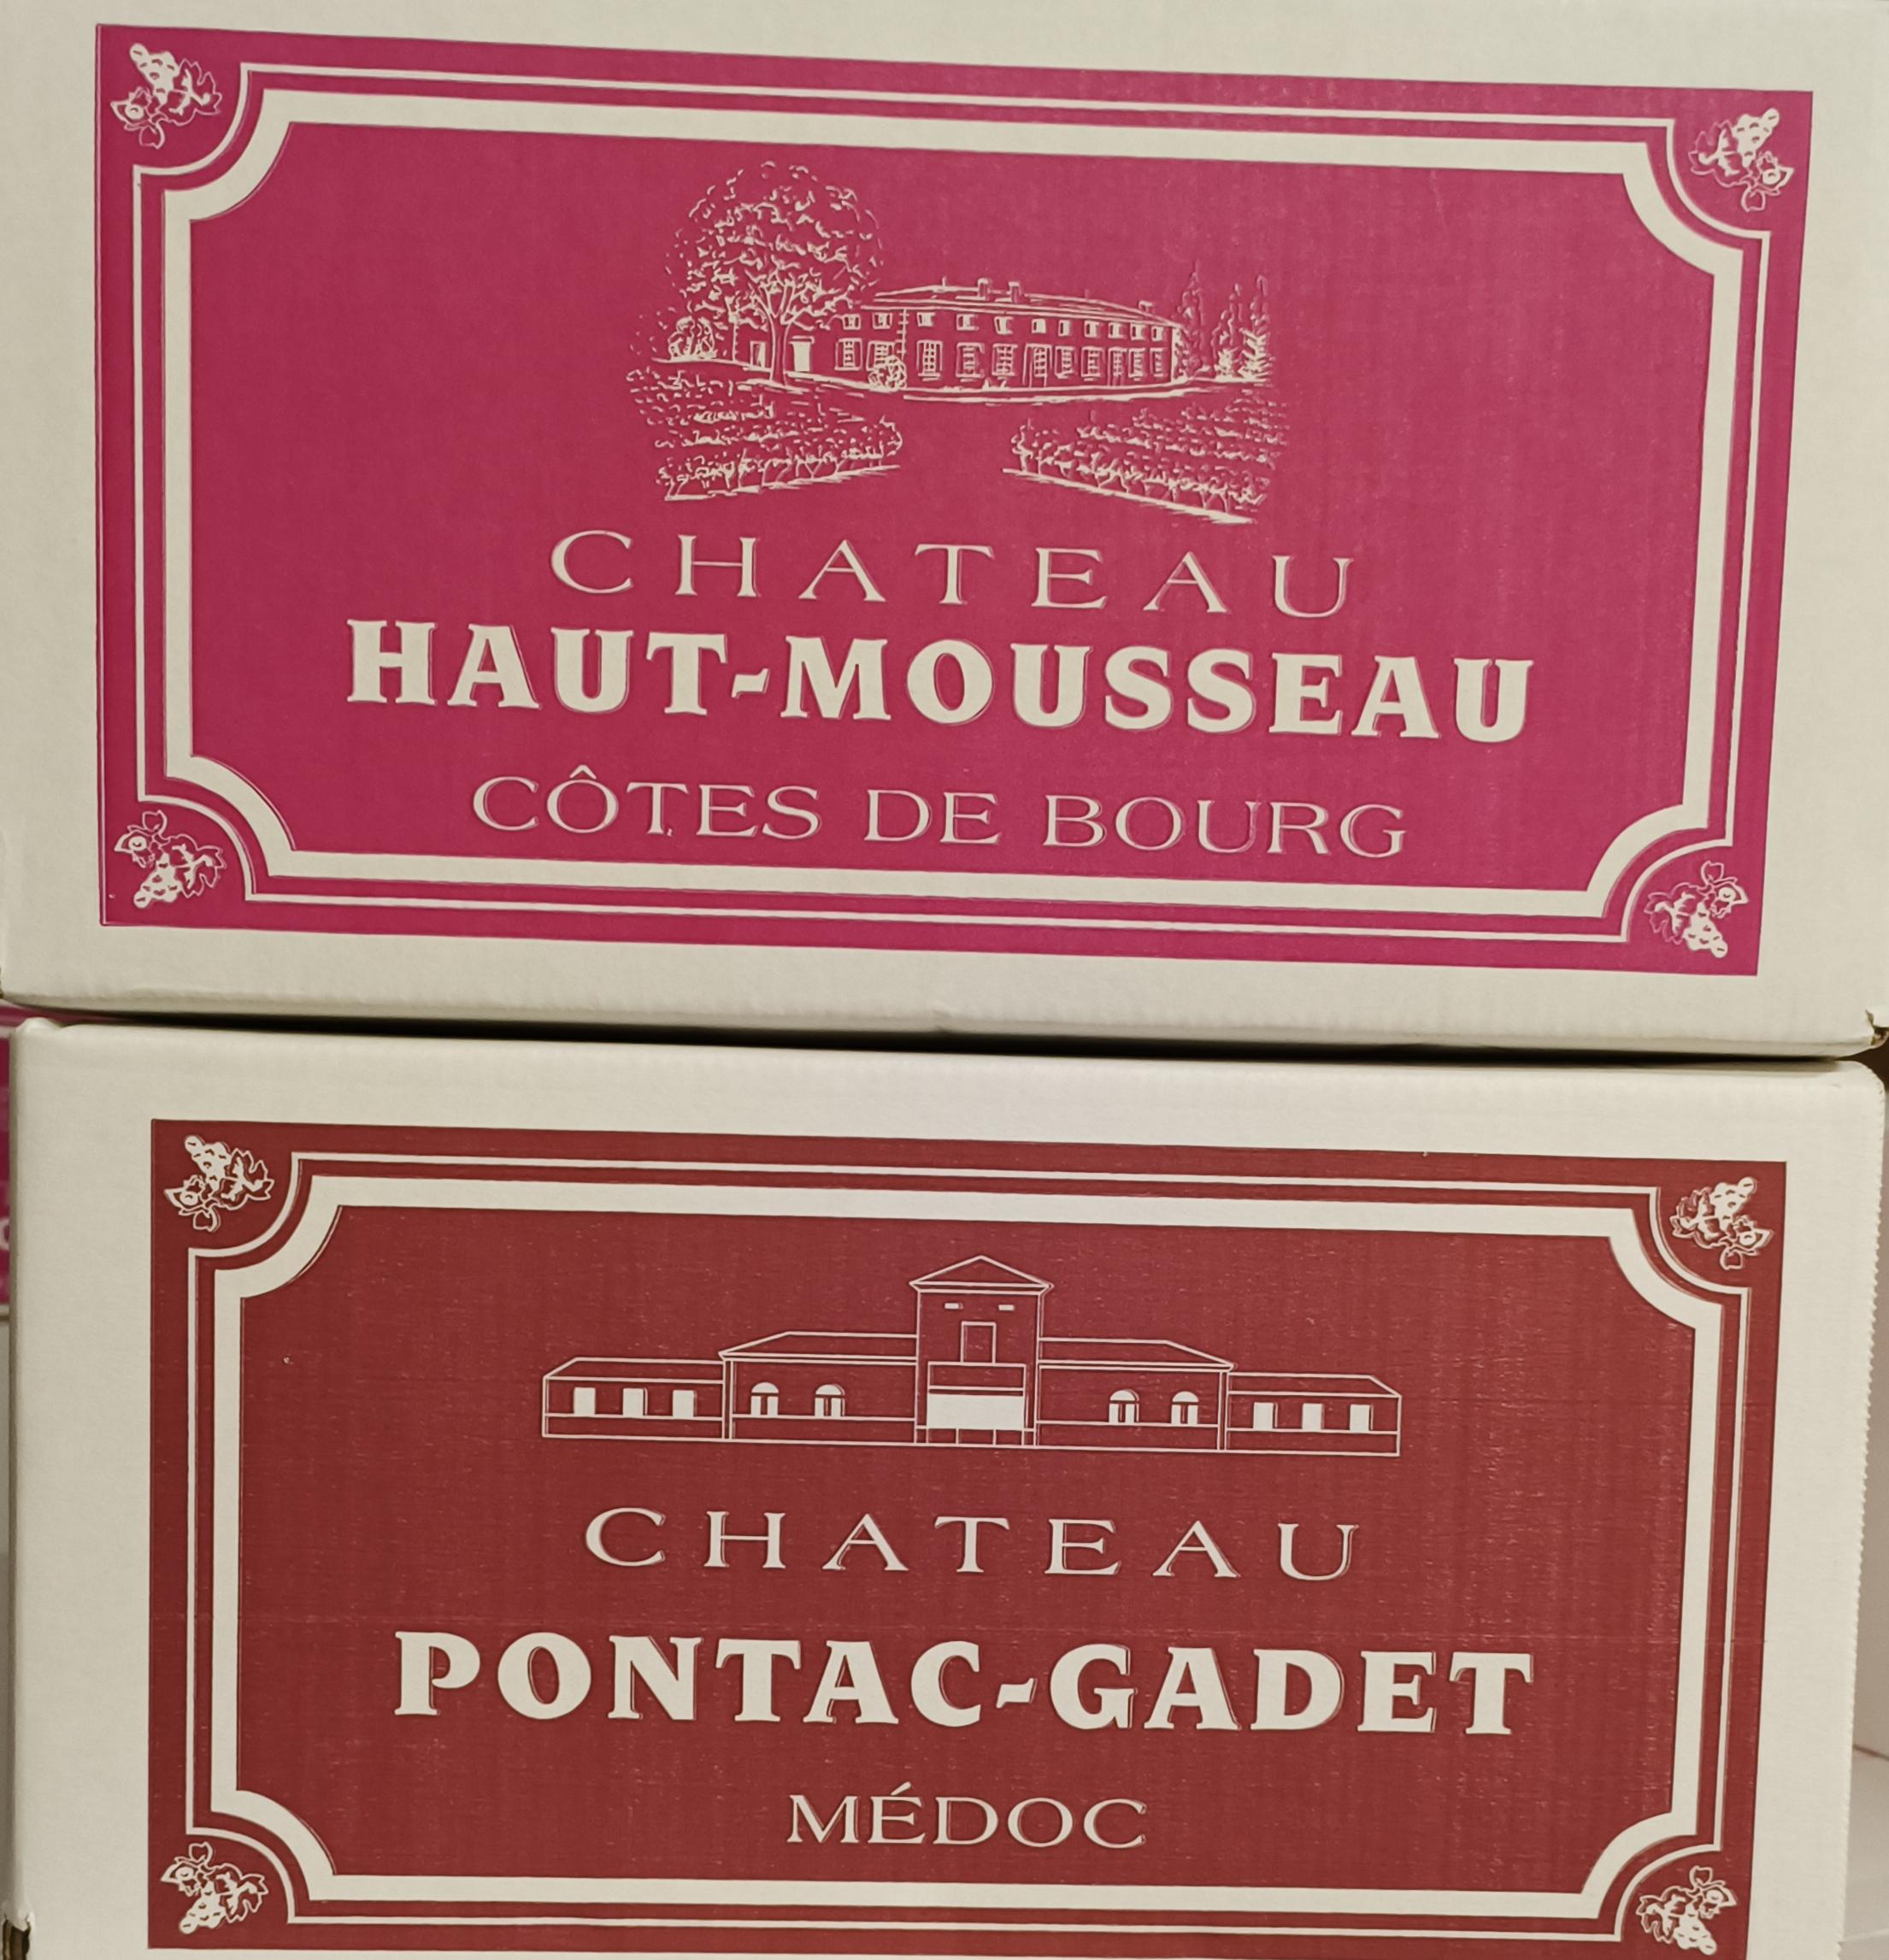 CHATEAU
HAUT-MOUSSEAU
CÔTES DE BOURG
CHATEAU
PONTAC-GADET
MÉDOC